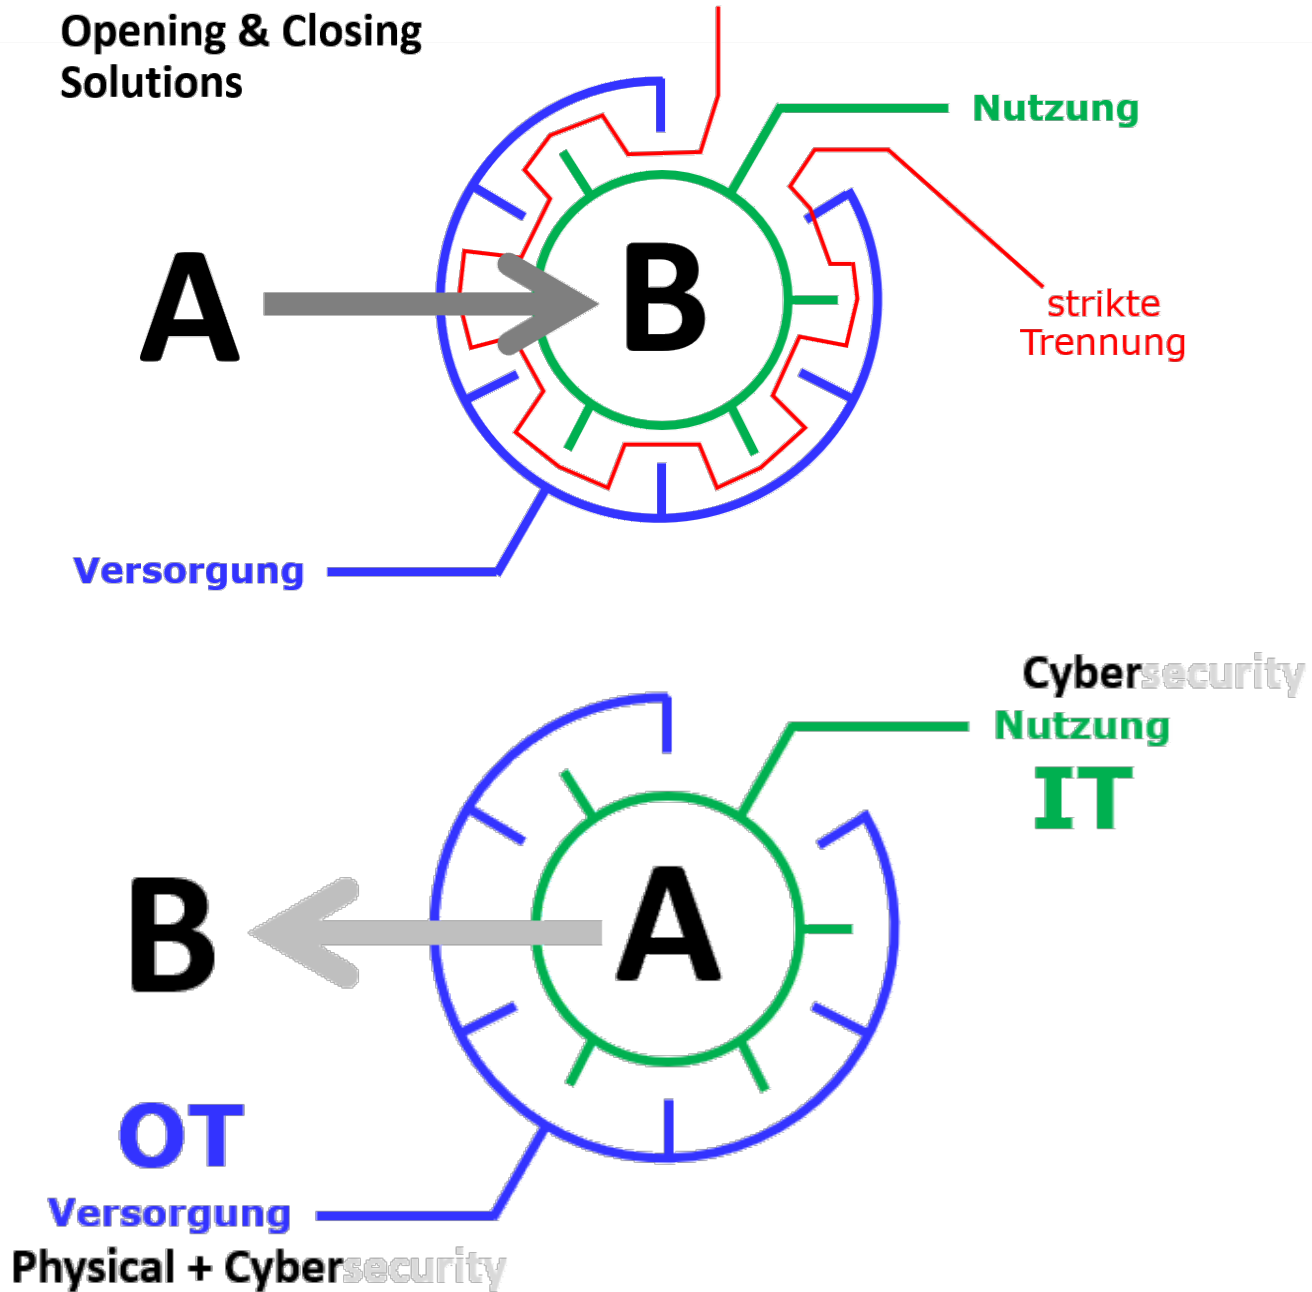 Opening & Closing
Solutions
Nutzung
A
B
strikte
Trennung
Versorgung
Cybersecurity
Nutzung
IT
B
A
OT
Versorgung
Physical + Cybersecurity